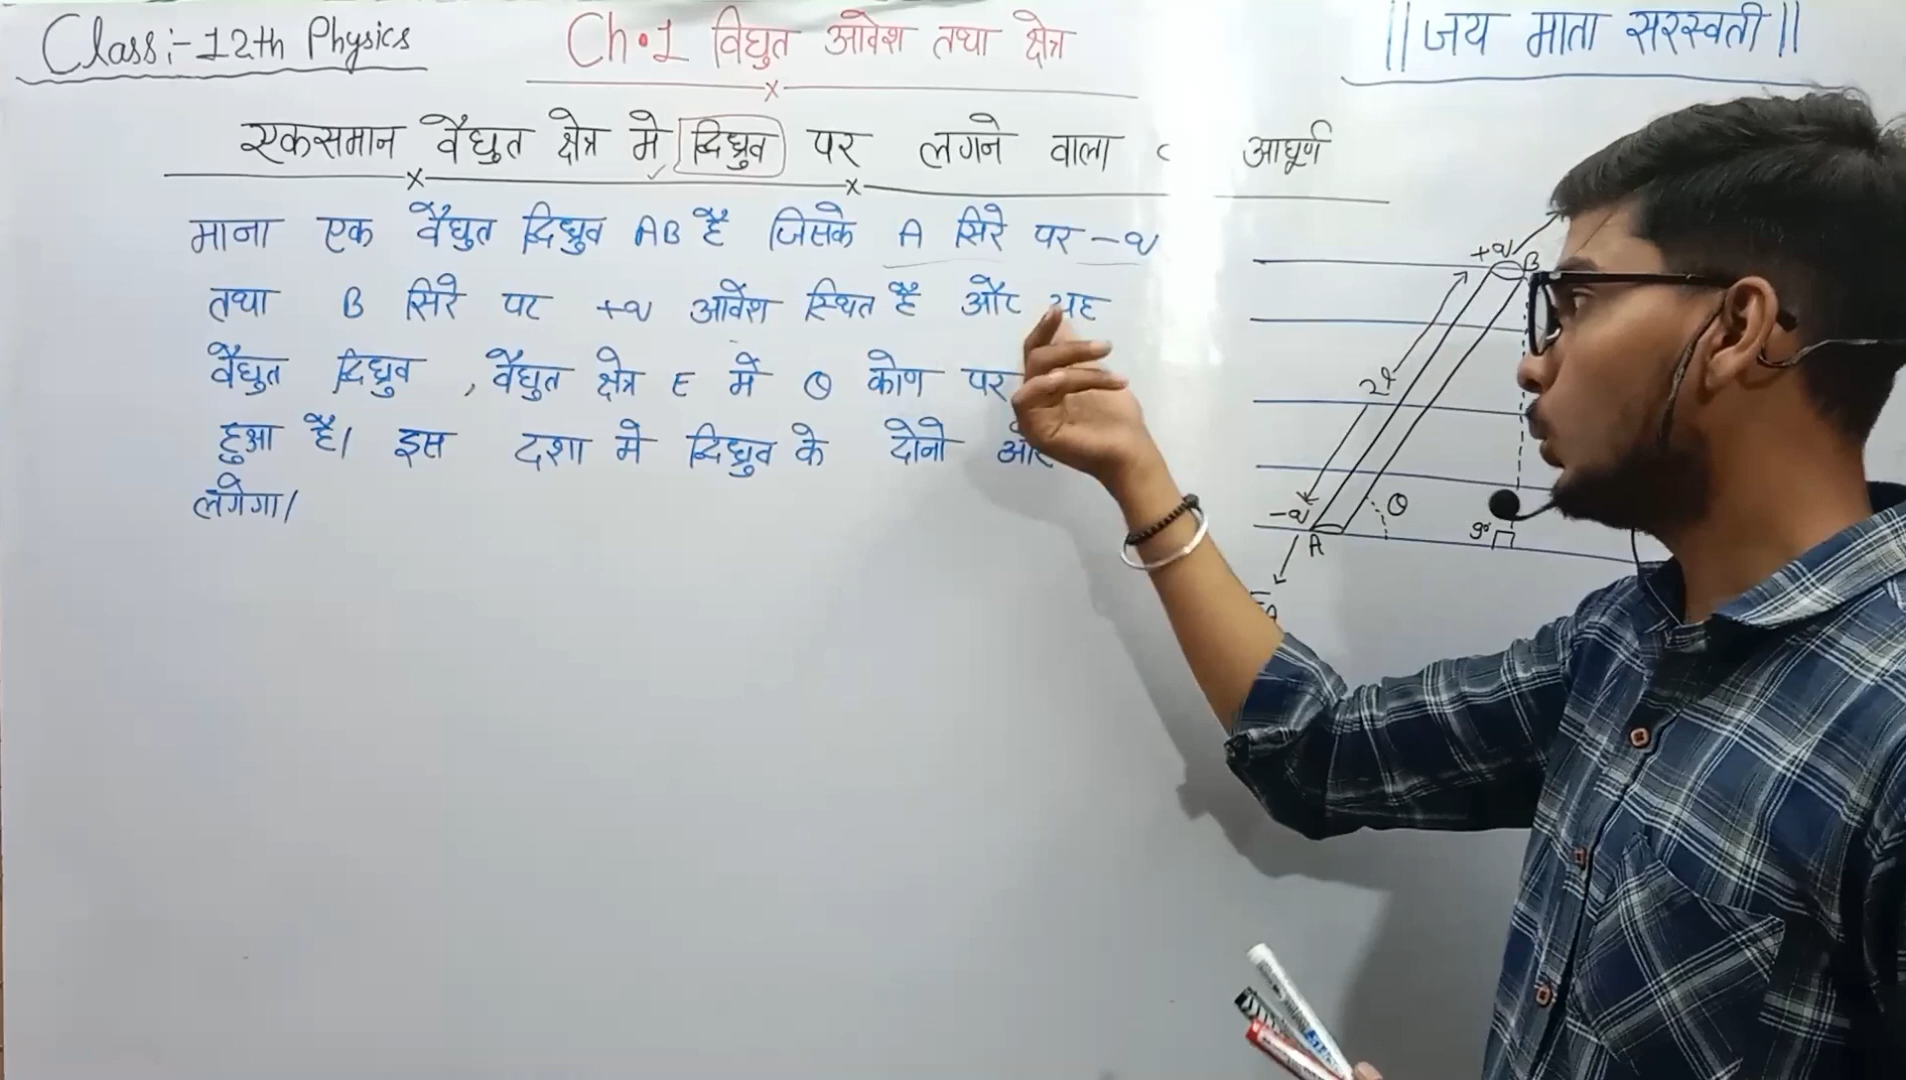 Class:- 12th Physics
Ch.1 विद्युत आवेश तथा क्षेत्र
|| जय माता सरस्वती ||
एकसमान वैद्युत क्षेत्र मे द्विध्रुव पर लगने वाला आघूर्ण
माना एक वैद्युत द्विध्रुव AB है जिसके A सिरे पर -q
तथा B सिरे पर +q आवेश स्थित है और यह
वैद्युत द्विध्रुव , वैद्युत क्षेत्र E में θ कोण पर
हुआ है। इस दशा मे द्विध्रुव के दोनो ओर
लगेगा।
+q B
2l
-q θ
A 90°